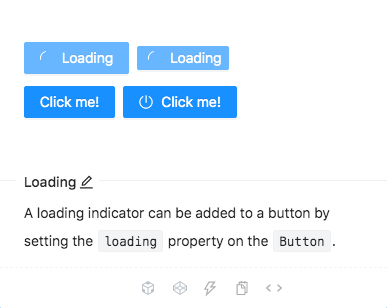 Loading Loading
Click me! Click me!
Loading
A loading indicator can be added to a button by
setting the loading property on the Button.